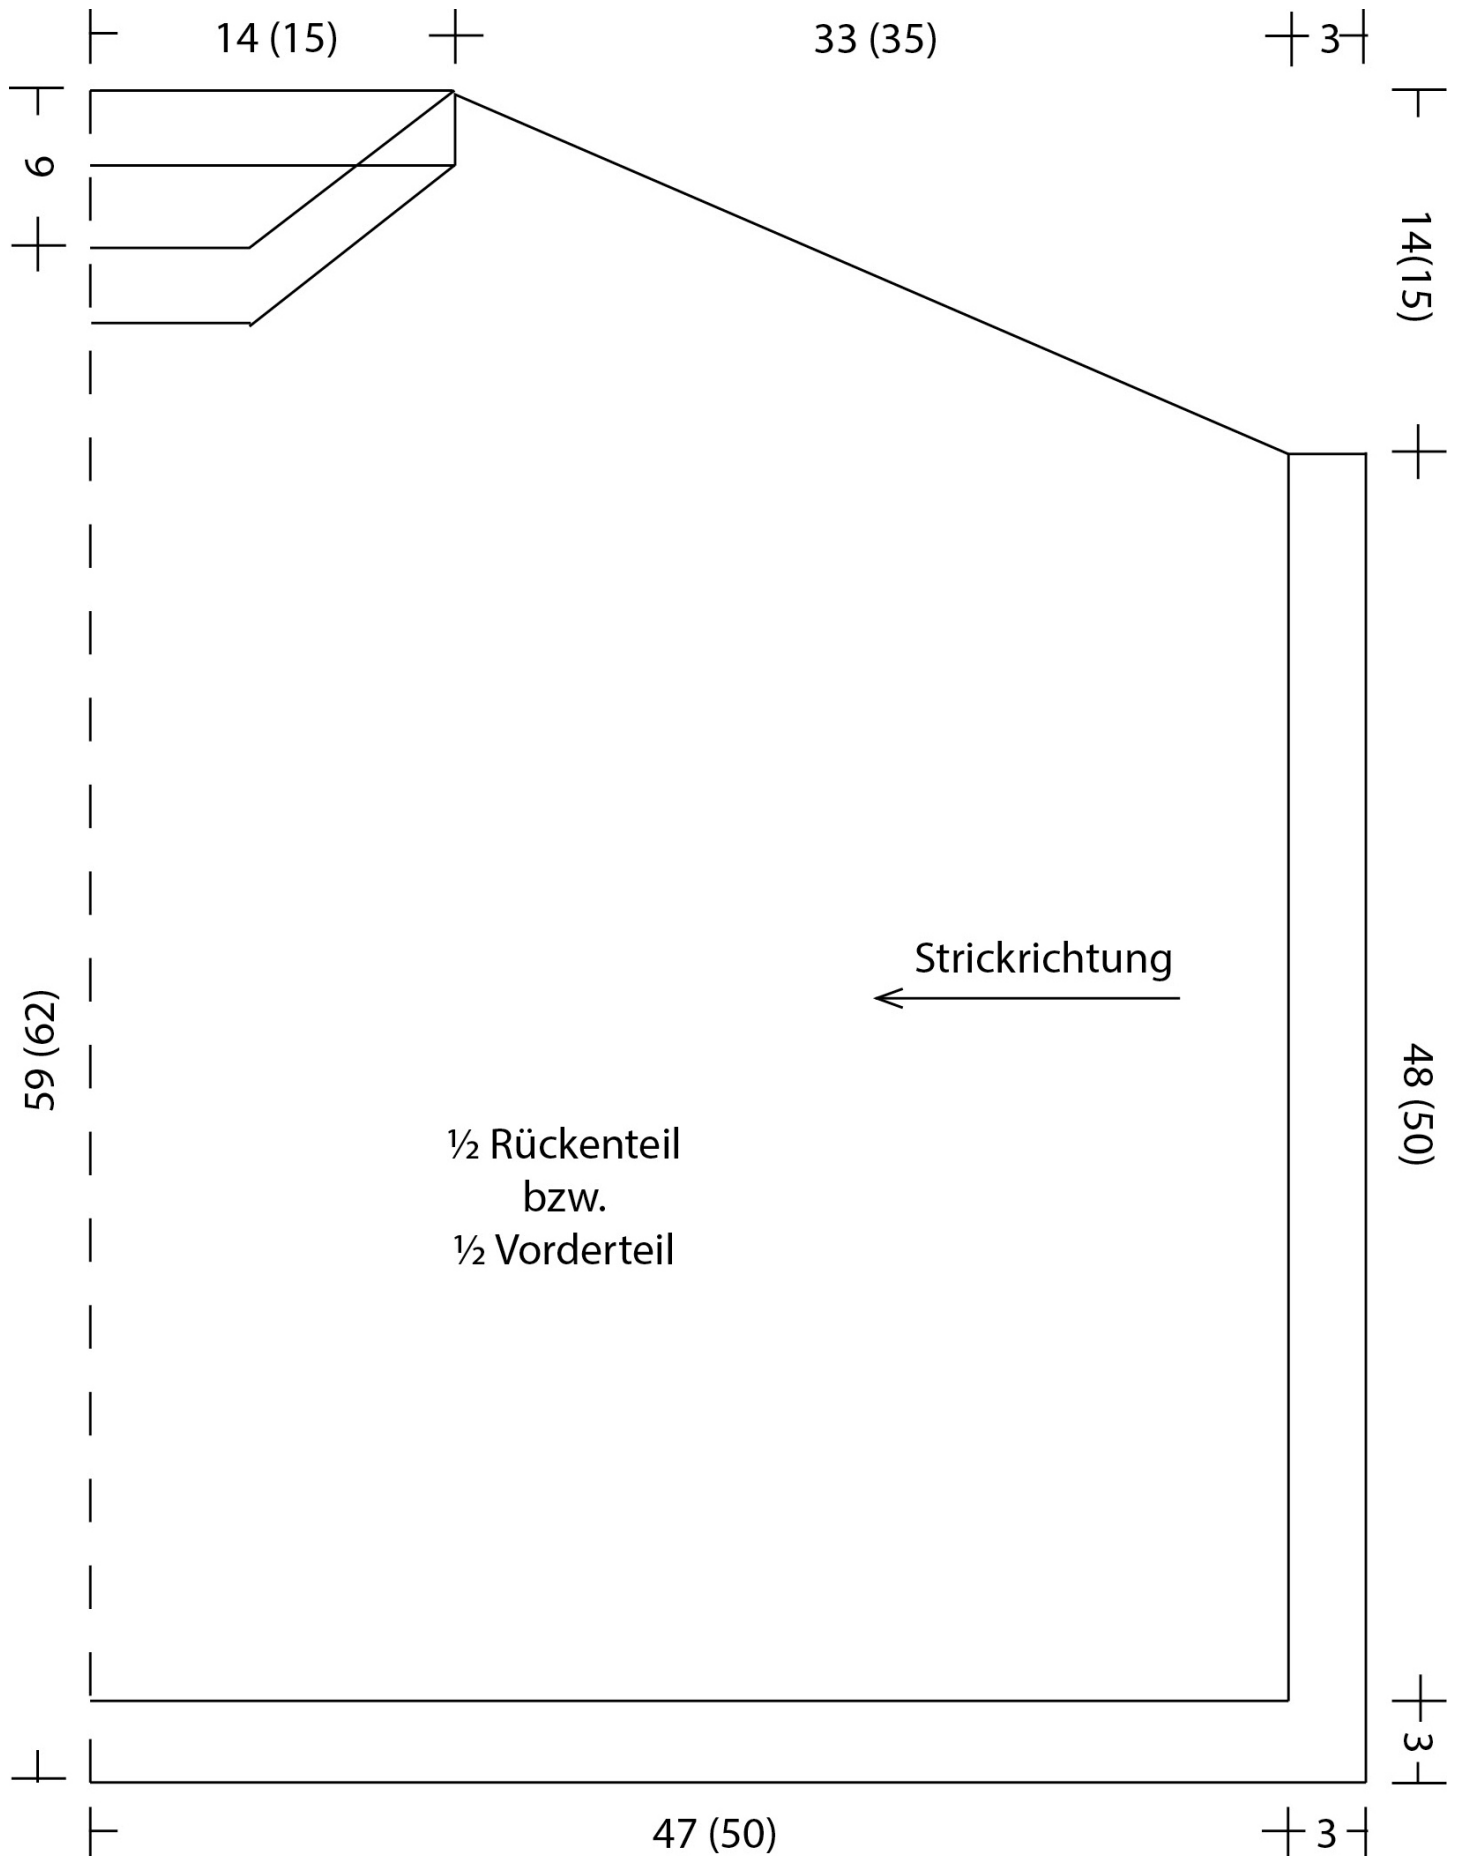 14 (15)
33 (35)
3
6
14(15)
Strickrichtung
59 (62)
48 (50)
½ Rückenteil
bzw.
½ Vorderteil
3
47 (50)
3